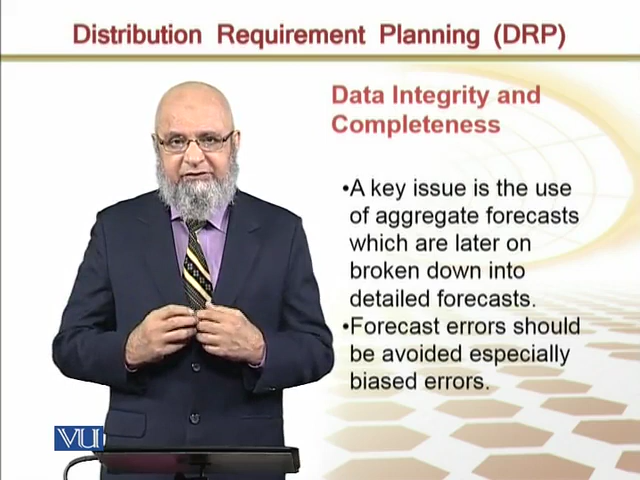 Distribution Requirement Planning (DRP)
Data Integrity and
Completeness
•A key issue is the use
of aggregate forecasts
which are later on
broken down into
detailed forecasts.
•Forecast errors should
be avoided especially
biased errors.
VU